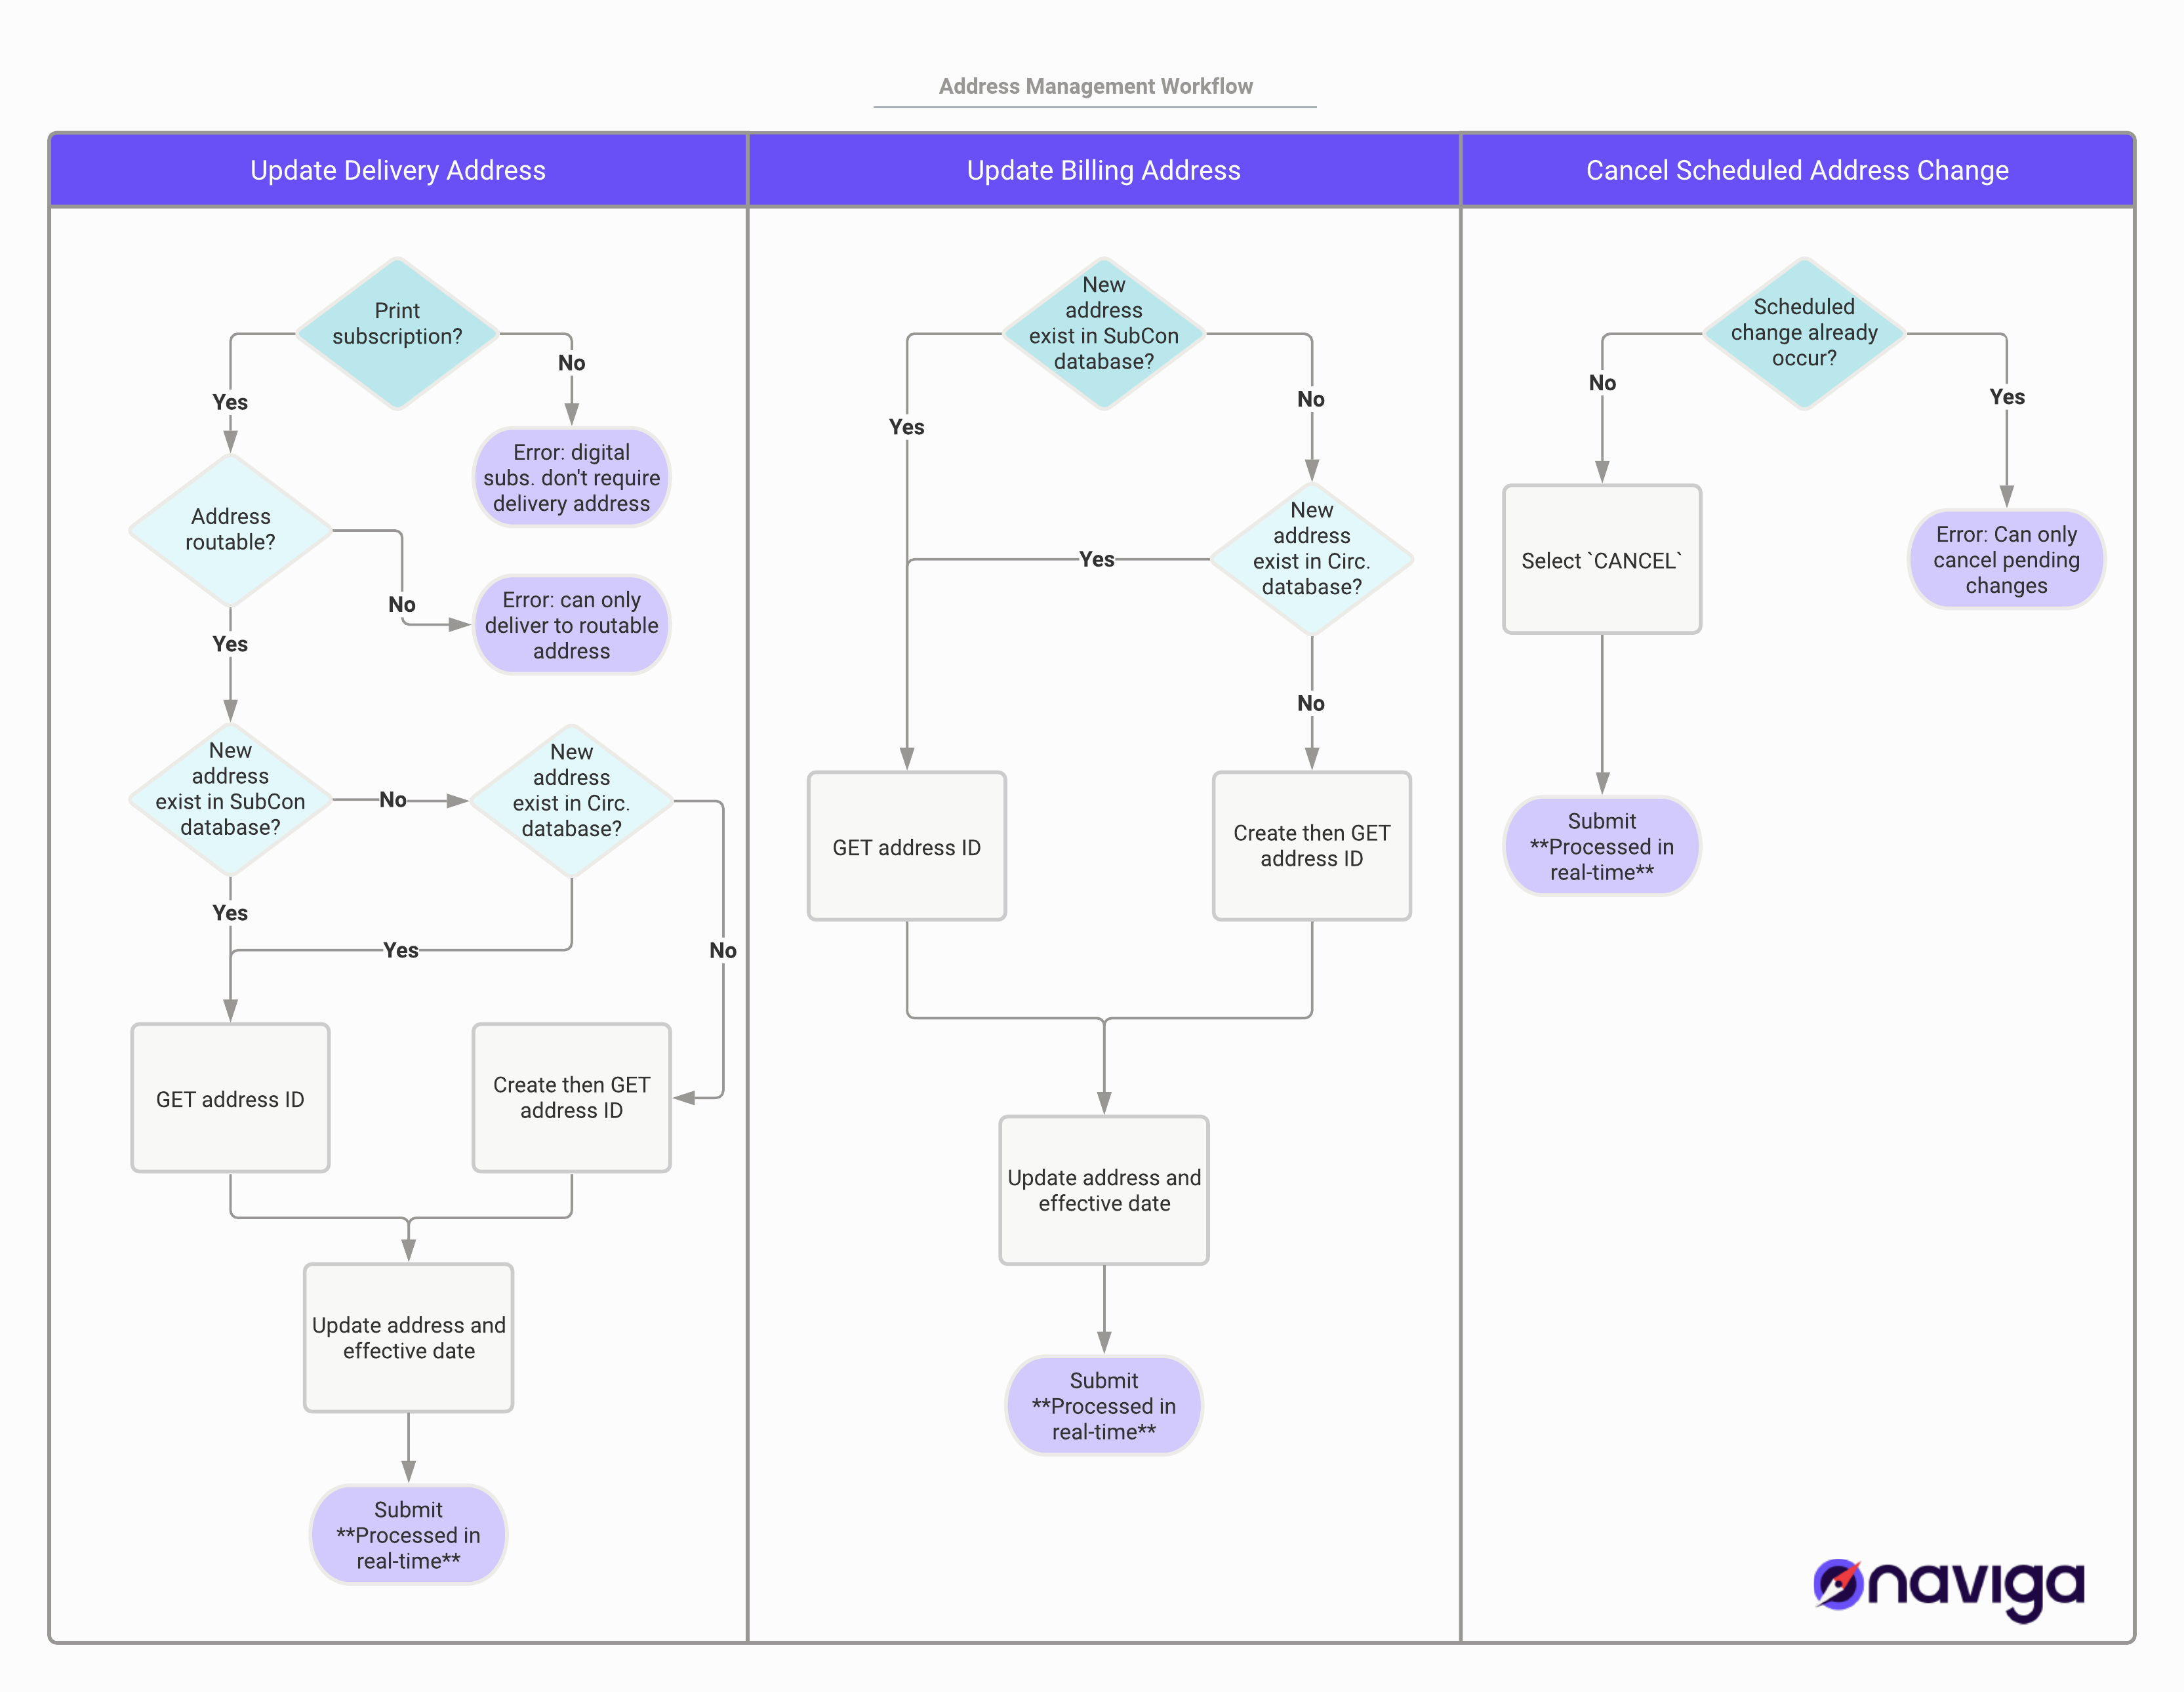 Address Management Workflow
Update Delivery Address
Print
subscription?
Yes
No
Error: digital
subs. don't require
delivery address
Address
routable?
No
Error: can only
deliver to routable
address
Yes
New
address
exist in SubCon
database?
No
New
address
exist in Circ.
database?
Yes
Yes
No
GET address ID
Create then GET
address ID
Update address and
effective date
Submit
**Processed in
real-time**
Update Billing Address
New
address
exist in SubCon
database?
Yes
No
New
address
exist in Circ.
database?
Yes
No
GET address ID
Create then GET
address ID
Update address and
effective date
Submit
**Processed in
real-time**
Cancel Scheduled Address Change
Scheduled
change already
occur?
No
Yes
Select `CANCEL`
Error: Can only
cancel pending
changes
Submit
**Processed in
real-time**
naviga